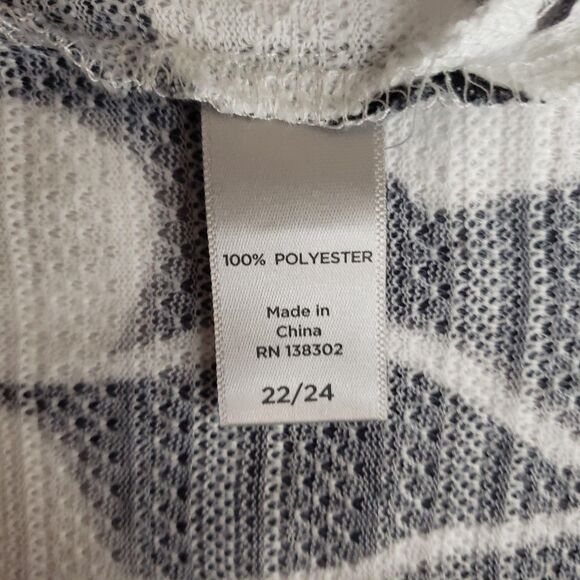 100% POLYESTER
Made in
China
RN 138302
22/24